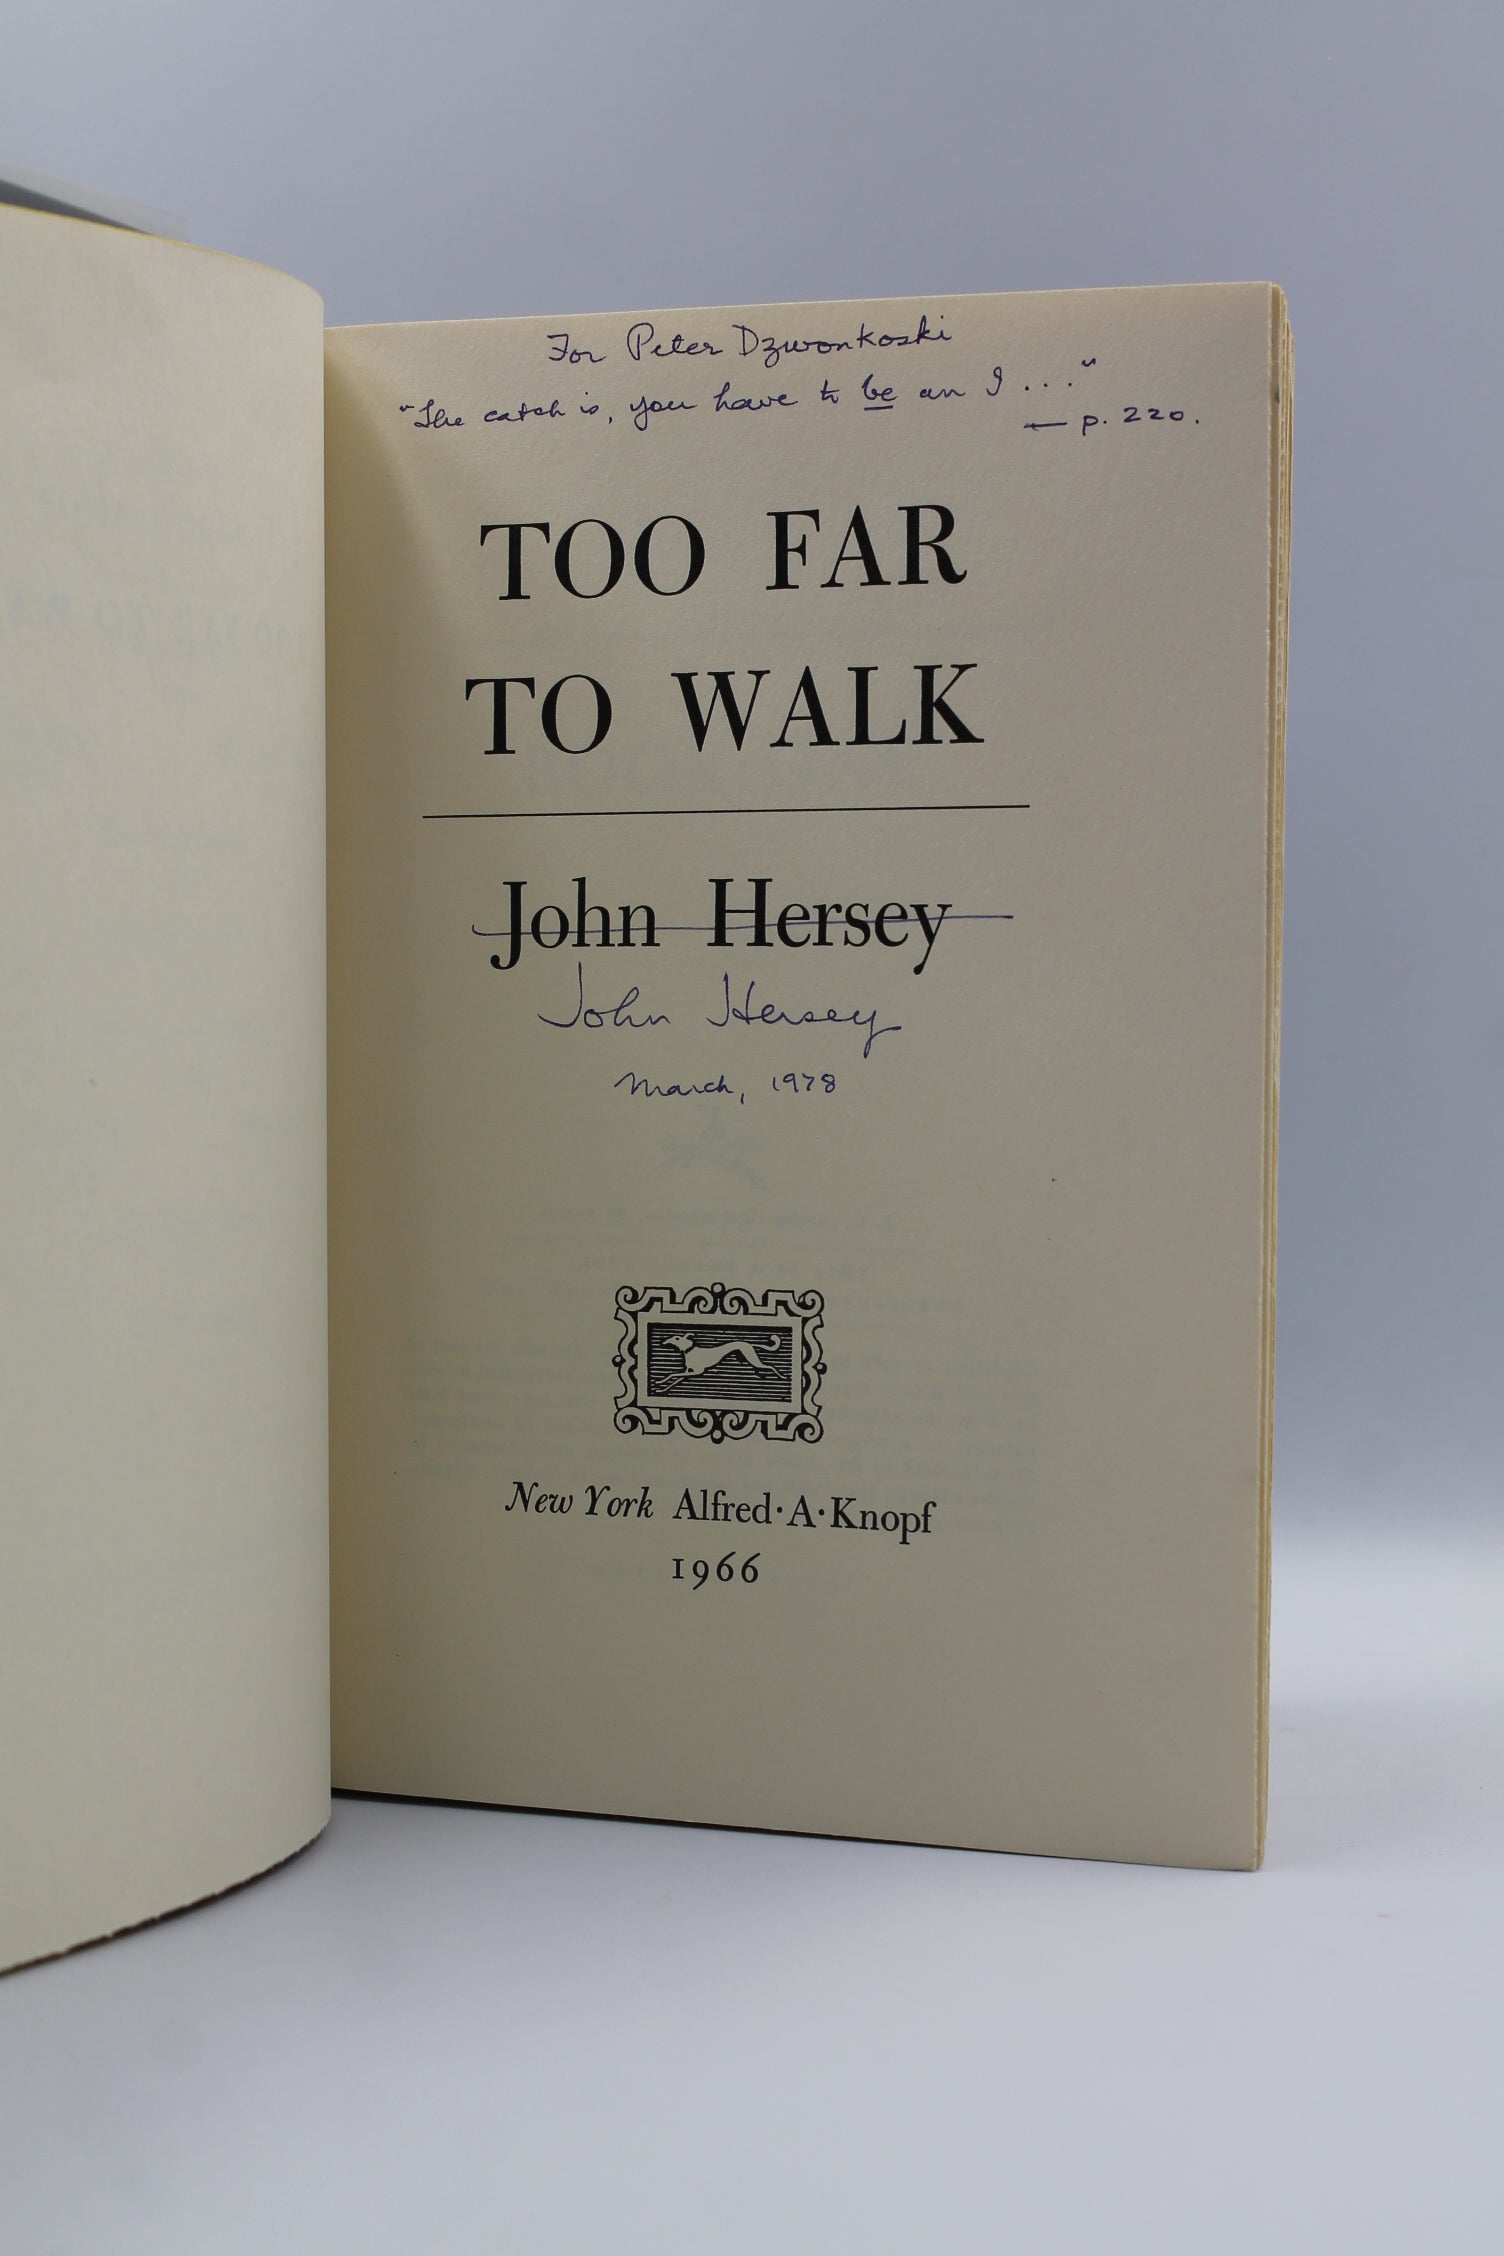 For Peter Dzwonkoski
"The catch is, you have to be an I . . ."
— p. 220.
TOO FAR
TO WALK
John Hersey
John Hersey
March, 1978
New York Alfred·A·Knopf
1966